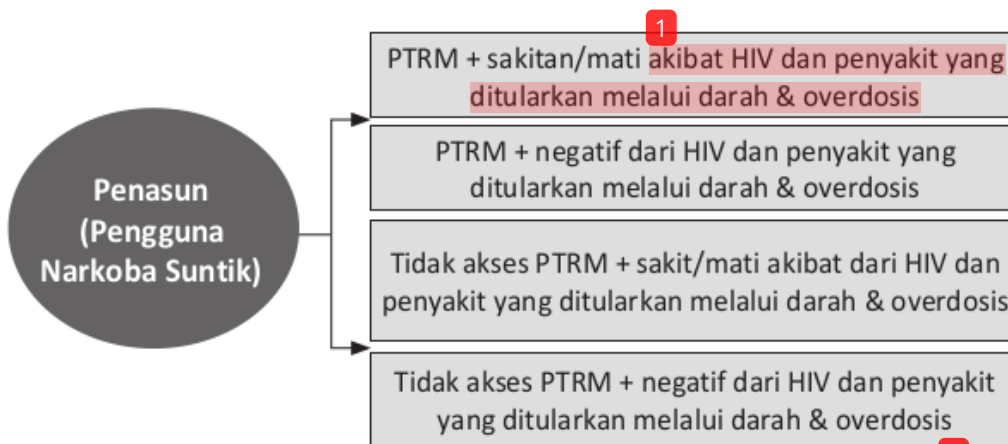 1
PTRM + sakitan/mati akibat HIV dan penyakit yang
ditularkan melalui darah & overdosis
PTRM + negatif dari HIV dan penyakit yang
ditularkan melalui darah & overdosis
Penasun
(Pengguna
Narkoba Suntik)
Tidak akses PTRM + sakit/mati akibat dari HIV dan
penyakit yang ditularkan melalui darah & overdosis
Tidak akses PTRM + negatif dari HIV dan penyakit
yang ditularkan melalui darah & overdosis